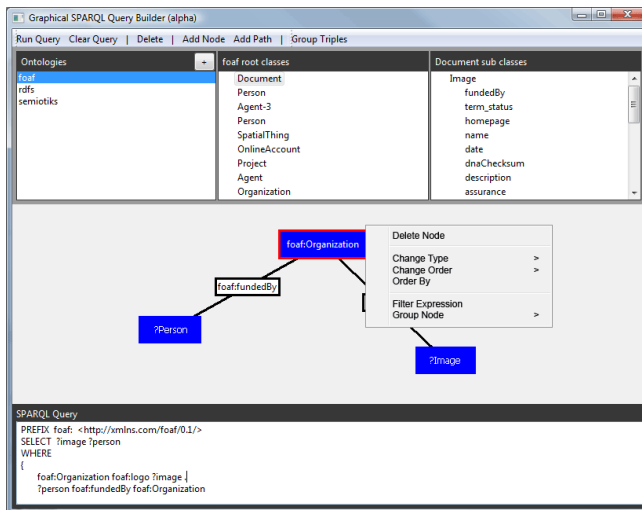 Graphical SPARQL Query Builder (alpha)
Run Query Clear Query | Delete | Add Node Add Path | Group Triples
Ontologies +
foaf
rdfs
semiotiks
foaf root classes
Document
Person
Agent-3
Person
SpatialThing
OnlineAccount
Project
Agent
Organization
Document sub classes
Image
fundedBy
term_status
homepage
name
date
dnaChecksum
description
assurance
foaf:Organization
foaf:fundedBy
?Person
?Image
Delete Node
Change Type >
Change Order >
Order By
Filter Expression
Group Node >
SPARQL Query
PREFIX foaf: <http://xmlns.com/foaf/0.1/>
SELECT ?image ?person
WHERE
{
foaf:Organization foaf:logo ?image .
?person foaf:fundedBy foaf:Organization